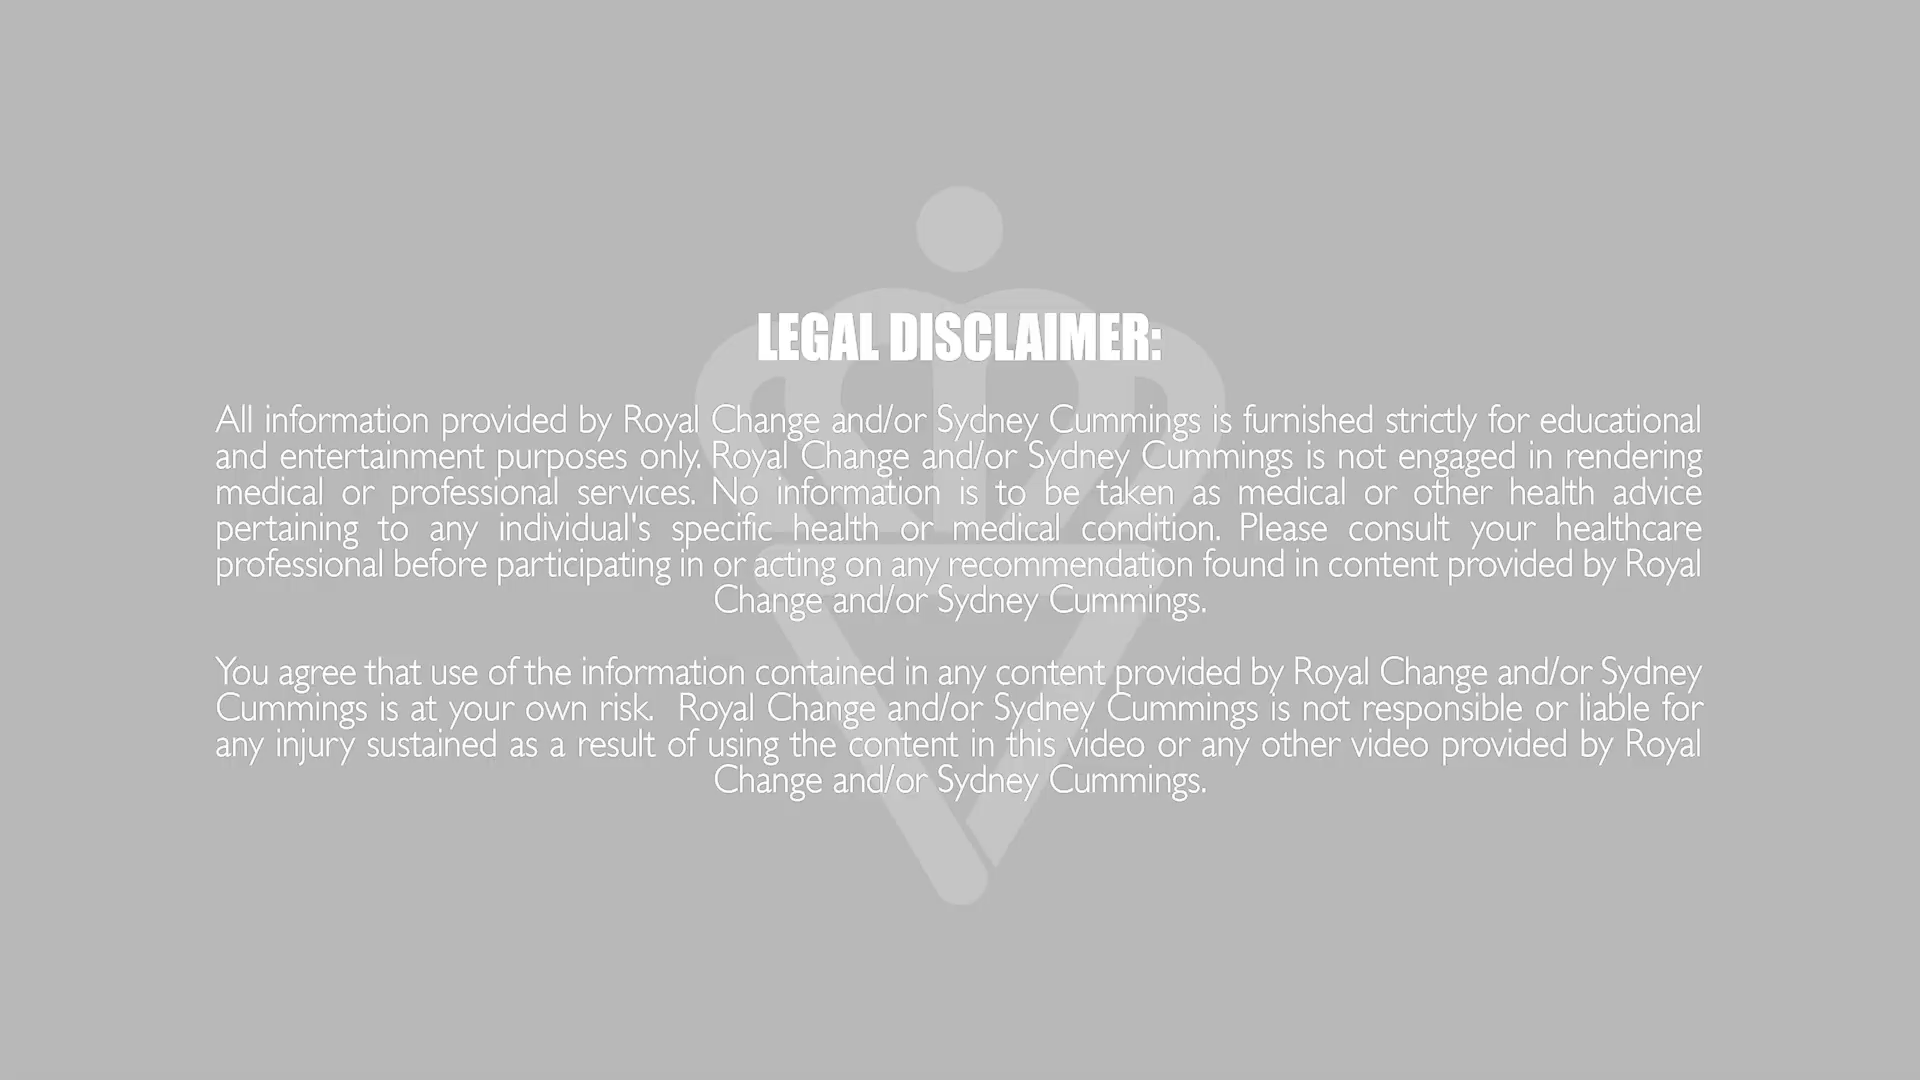 LEGAL DISCLAIMER:
All information provided by Royal Change and/or Sydney Cummings is furnished strictly for educational
and entertainment purposes only. Royal Change and/or Sydney Cummings is not engaged in rendering
medical or professional services. No information is to be taken as medical or other health advice
pertaining to any individual's specific health or medical condition. Please consult your healthcare
professional before participating in or acting on any recommendation found in content provided by Royal
Change and/or Sydney Cummings.
You agree that use of the information contained in any content provided by Royal Change and/or Sydney
Cummings is at your own risk.  Royal Change and/or Sydney Cummings is not responsible or liable for
any injury sustained as a result of using the content in this video or any other video provided by Royal
Change and/or Sydney Cummings.